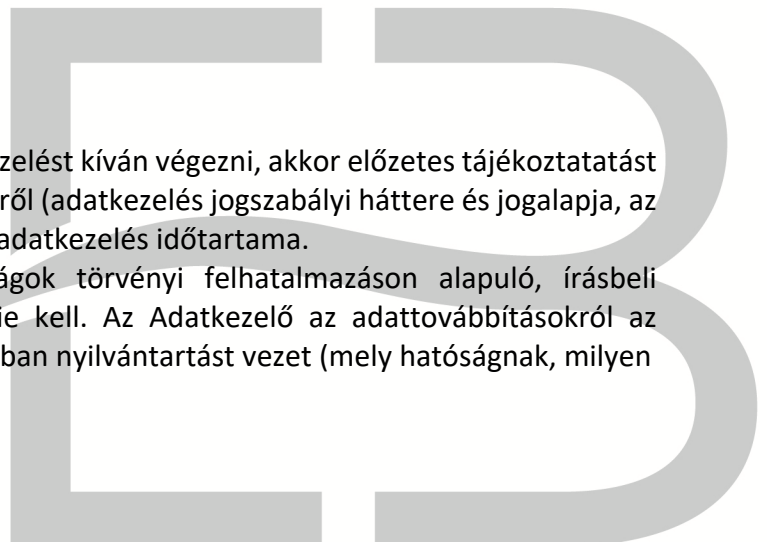 zelést kíván végezni, akkor előzetes tájékoztatatást
ről (adatkezelés jogszabályi háttere és jogalapja, az
adatkezelés időtartama.
ágok törvényi felhatalmazáson alapuló, írásbeli
ie kell. Az Adatkezelő az adattovábbításokról az
ban nyilvántartást vezet (mely hatóságnak, milyen